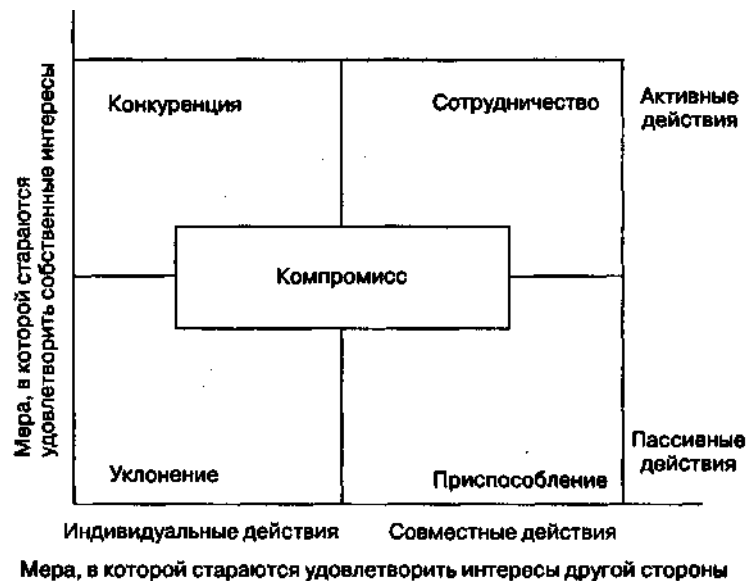 Мера, в которой стараются
удовлетворить собственные интересы
Конкуренция
Сотрудничество
Активные
действия
Компромисс
Уклонение
Приспособление
Пассивные
действия
Индивидуальные действия
Совместные действия
Мера, в которой стараются удовлетворить интересы другой стороны